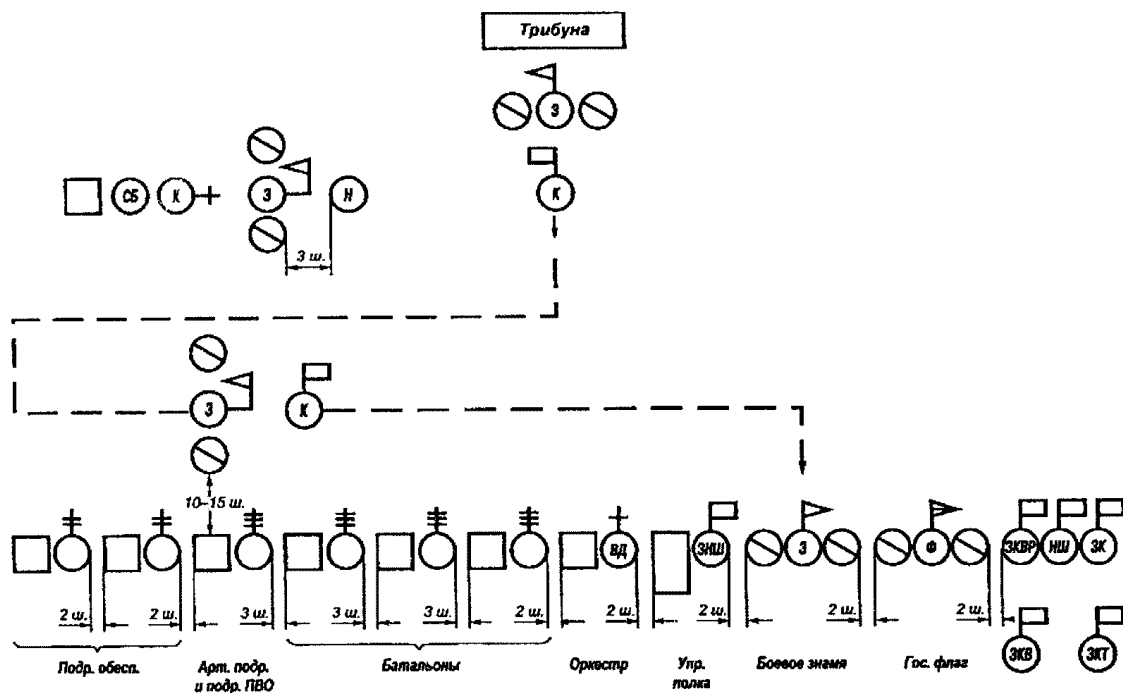 Трибуна
З
К
СБ
К
З
Н
3 ш.
З
К
10–15 ш.
ВД
ЗНШ
З
Ф
ЗКВР
НШ
ЗК
2 ш.
2 ш.
3 ш.
3 ш.
3 ш.
2 ш.
2 ш.
2 ш.
2 ш.
2 ш.
ЗКВ
ЗКТ
Подр. обесп.
Арт. подр.
и подр. ПВО
Батальоны
Оркестр
Упр.
полка
Боевое знамя
Гос. флаг